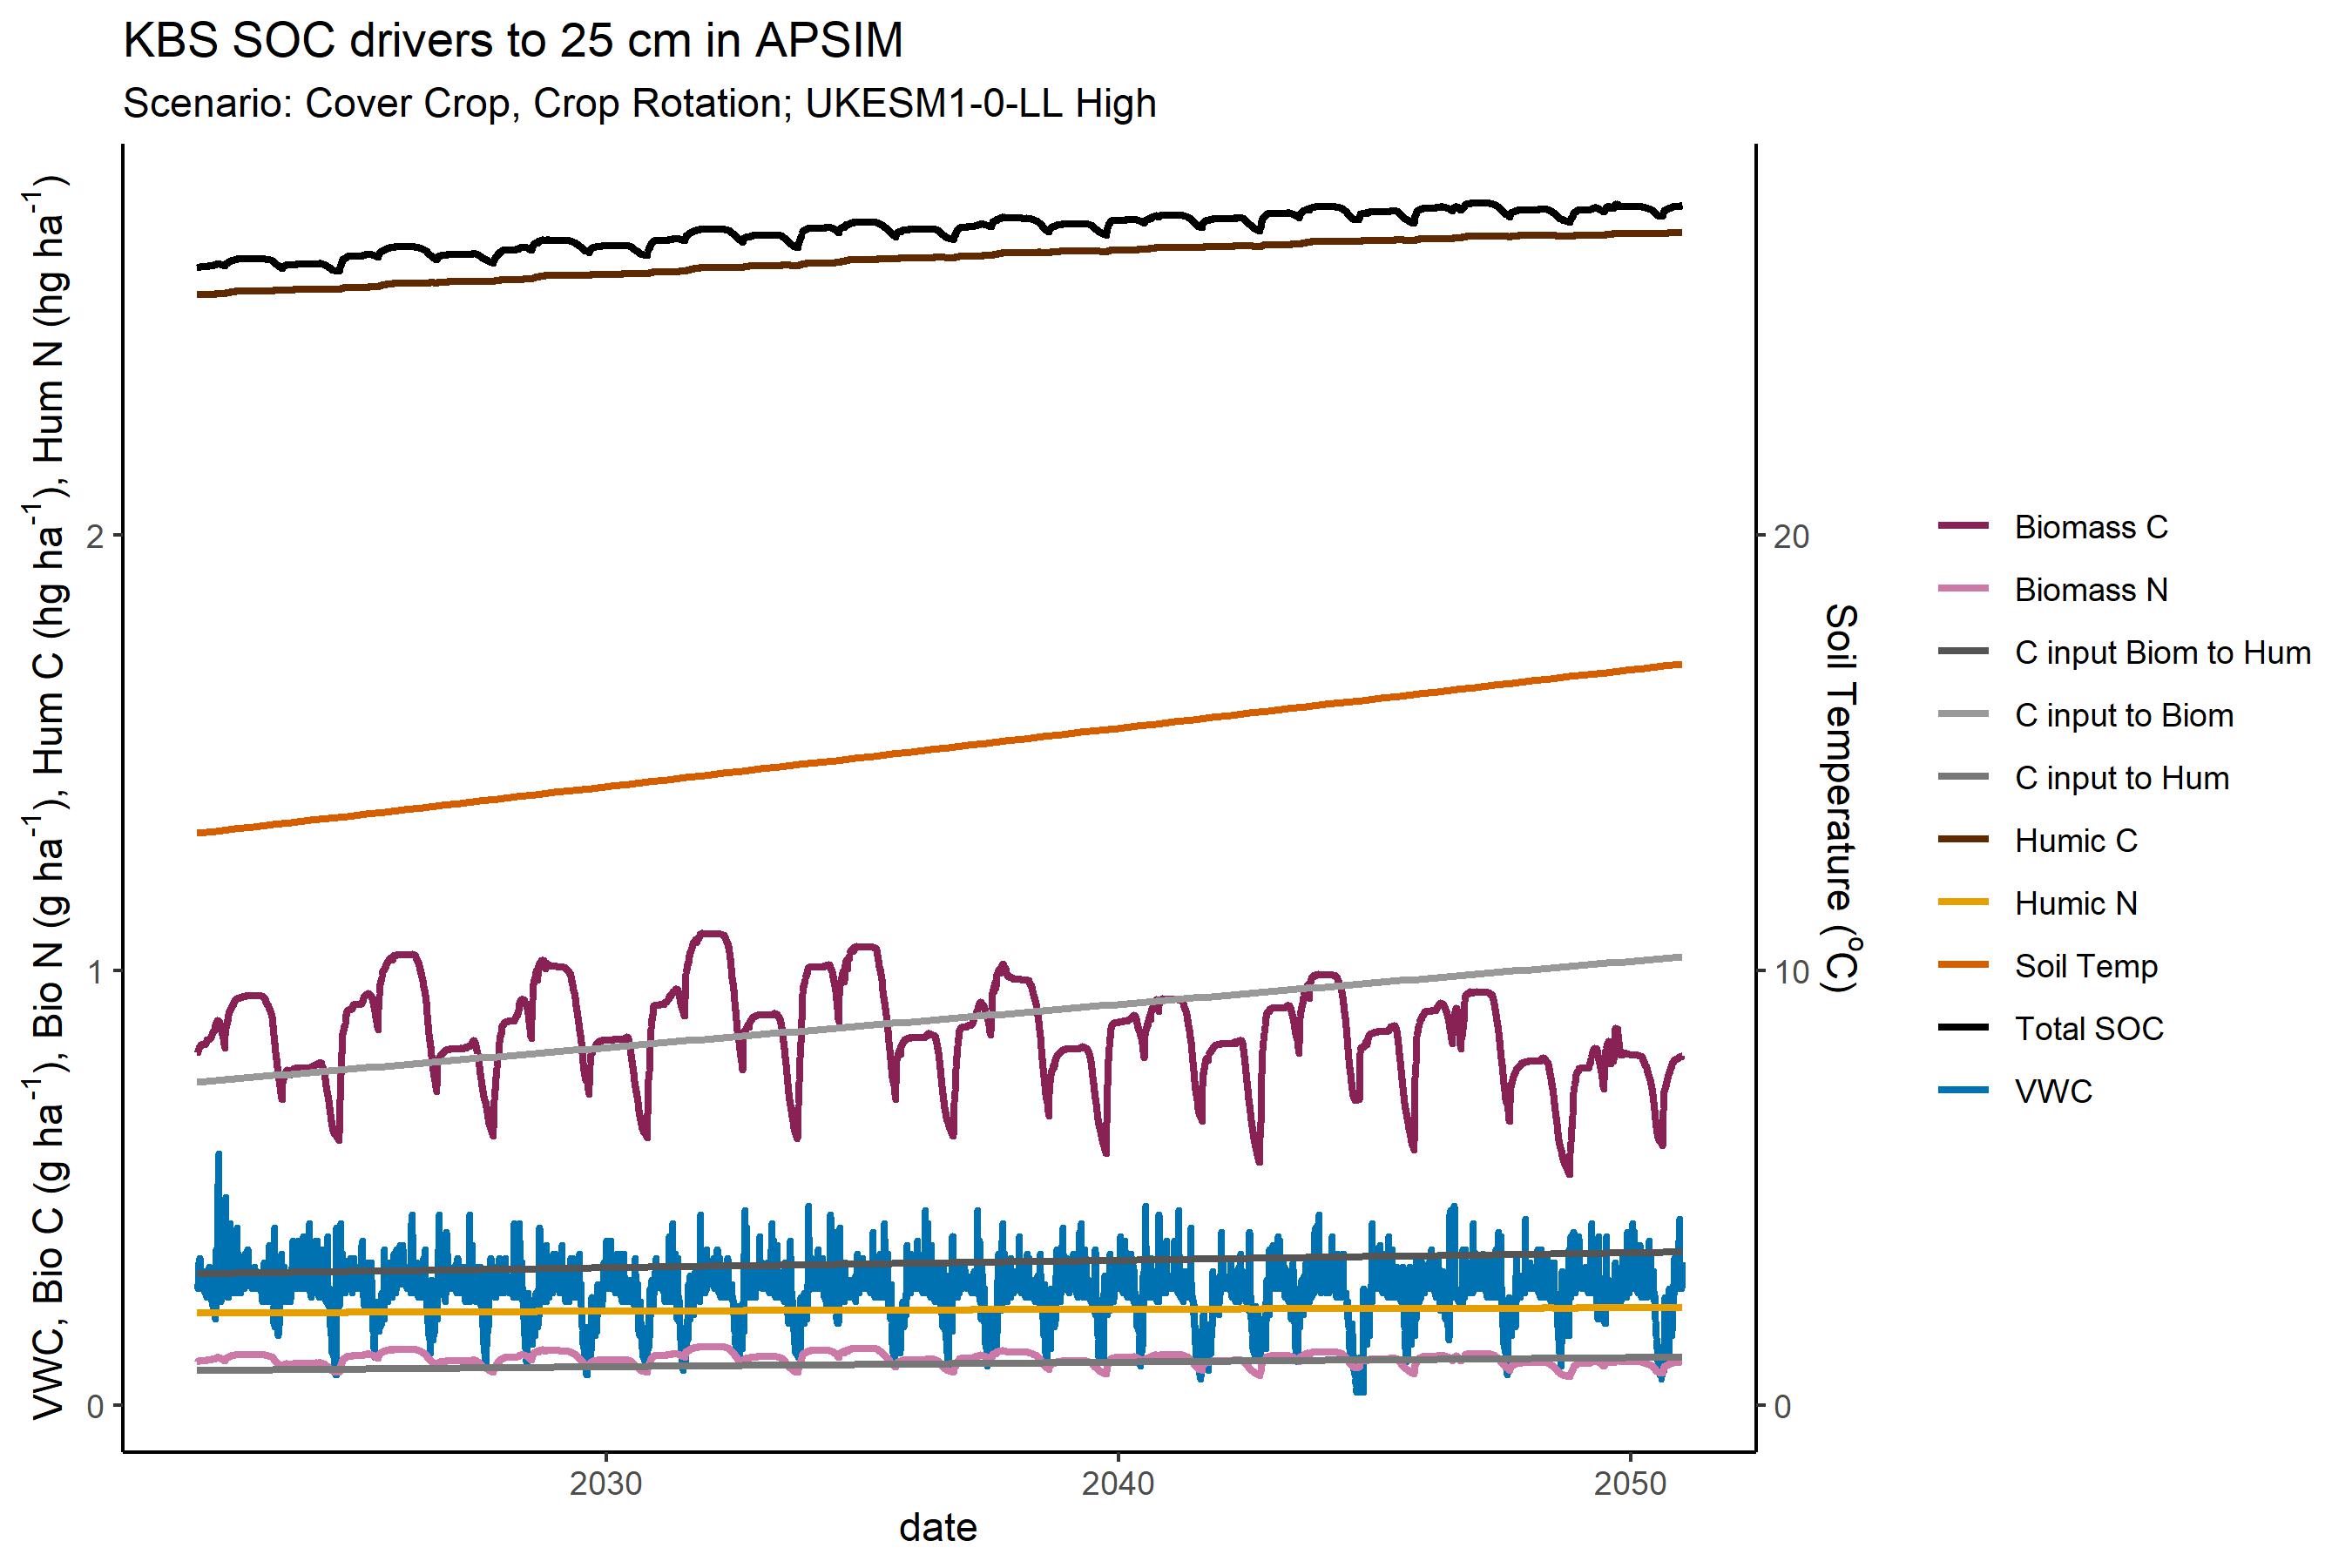 KBS SOC drivers to 25 cm in APSIM
Scenario: Cover Crop, Crop Rotation; UKESM1-0-LL High
VWC, Bio C (g ha⁻¹), Bio N (g ha⁻¹), Hum C (hg ha⁻¹), Hum N (hg ha⁻¹)
2
1
0
20
10
0
Soil Temperature (°C)
2030
2040
2050
date
Biomass C
Biomass N
C input Biom to Hum
C input to Biom
C input to Hum
Humic C
Humic N
Soil Temp
Total SOC
VWC